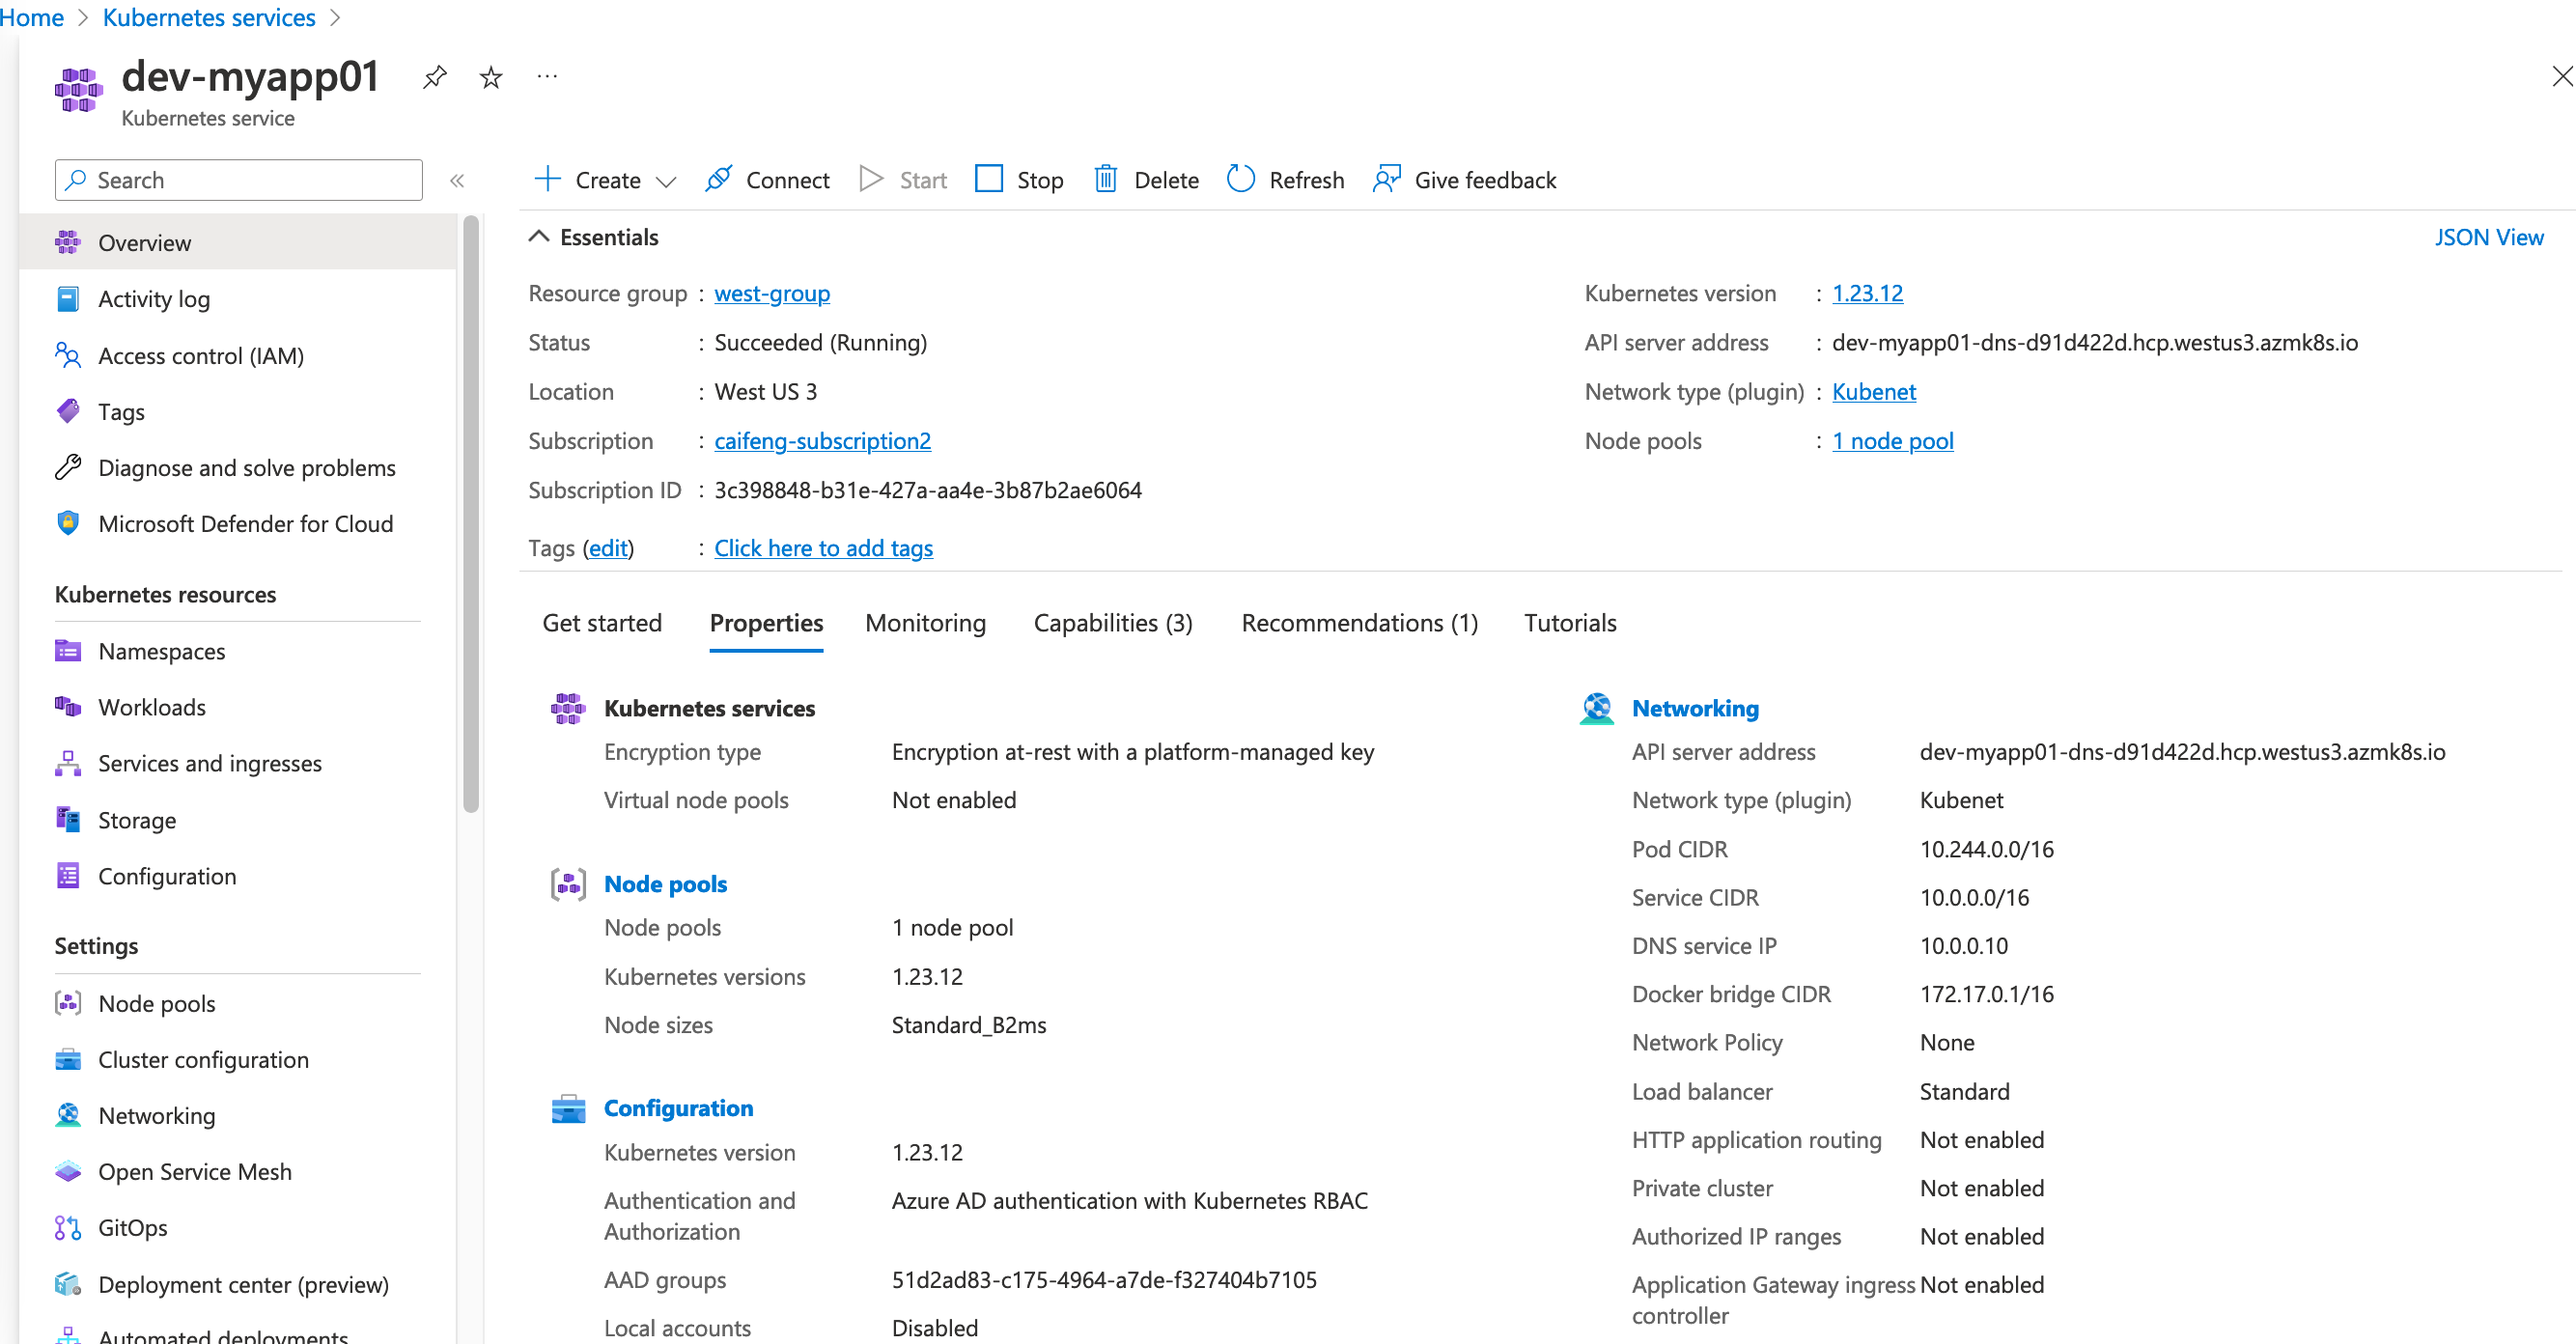 Home > Kubernetes services >
dev-myapp01 ...
Kubernetes service
Search «
Overview
Activity log
Access control (IAM)
Tags
Diagnose and solve problems
Microsoft Defender for Cloud
Kubernetes resources
Namespaces
Workloads
Services and ingresses
Storage
Configuration
Settings
Node pools
Cluster configuration
Networking
Open Service Mesh
GitOps
Deployment center (preview)
Automated deployments
Create Connect Start Stop Delete Refresh Give feedback
Essentials
JSON View
Resource group : west-group
Status : Succeeded (Running)
Location : West US 3
Subscription : caifeng-subscription2
Subscription ID : 3c398848-b31e-427a-aa4e-3b87b2ae6064
Tags (edit) : Click here to add tags
Kubernetes version : 1.23.12
API server address : dev-myapp01-dns-d91d422d.hcp.westus3.azmk8s.io
Network type (plugin) : Kubenet
Node pools : 1 node pool
Get started Properties Monitoring Capabilities (3) Recommendations (1) Tutorials
Kubernetes services
Encryption type Encryption at-rest with a platform-managed key
Virtual node pools Not enabled
Node pools
Node pools 1 node pool
Kubernetes versions 1.23.12
Node sizes Standard_B2ms
Configuration
Kubernetes version 1.23.12
Authentication and Azure AD authentication with Kubernetes RBAC
Authorization
AAD groups 51d2ad83-c175-4964-a7de-f327404b7105
Local accounts Disabled
Networking
API server address dev-myapp01-dns-d91d422d.hcp.westus3.azmk8s.io
Network type (plugin) Kubenet
Pod CIDR 10.244.0.0/16
Service CIDR 10.0.0.0/16
DNS service IP 10.0.0.10
Docker bridge CIDR 172.17.0.1/16
Network Policy None
Load balancer Standard
HTTP application routing Not enabled
Private cluster Not enabled
Authorized IP ranges Not enabled
Application Gateway ingress Not enabled
controller